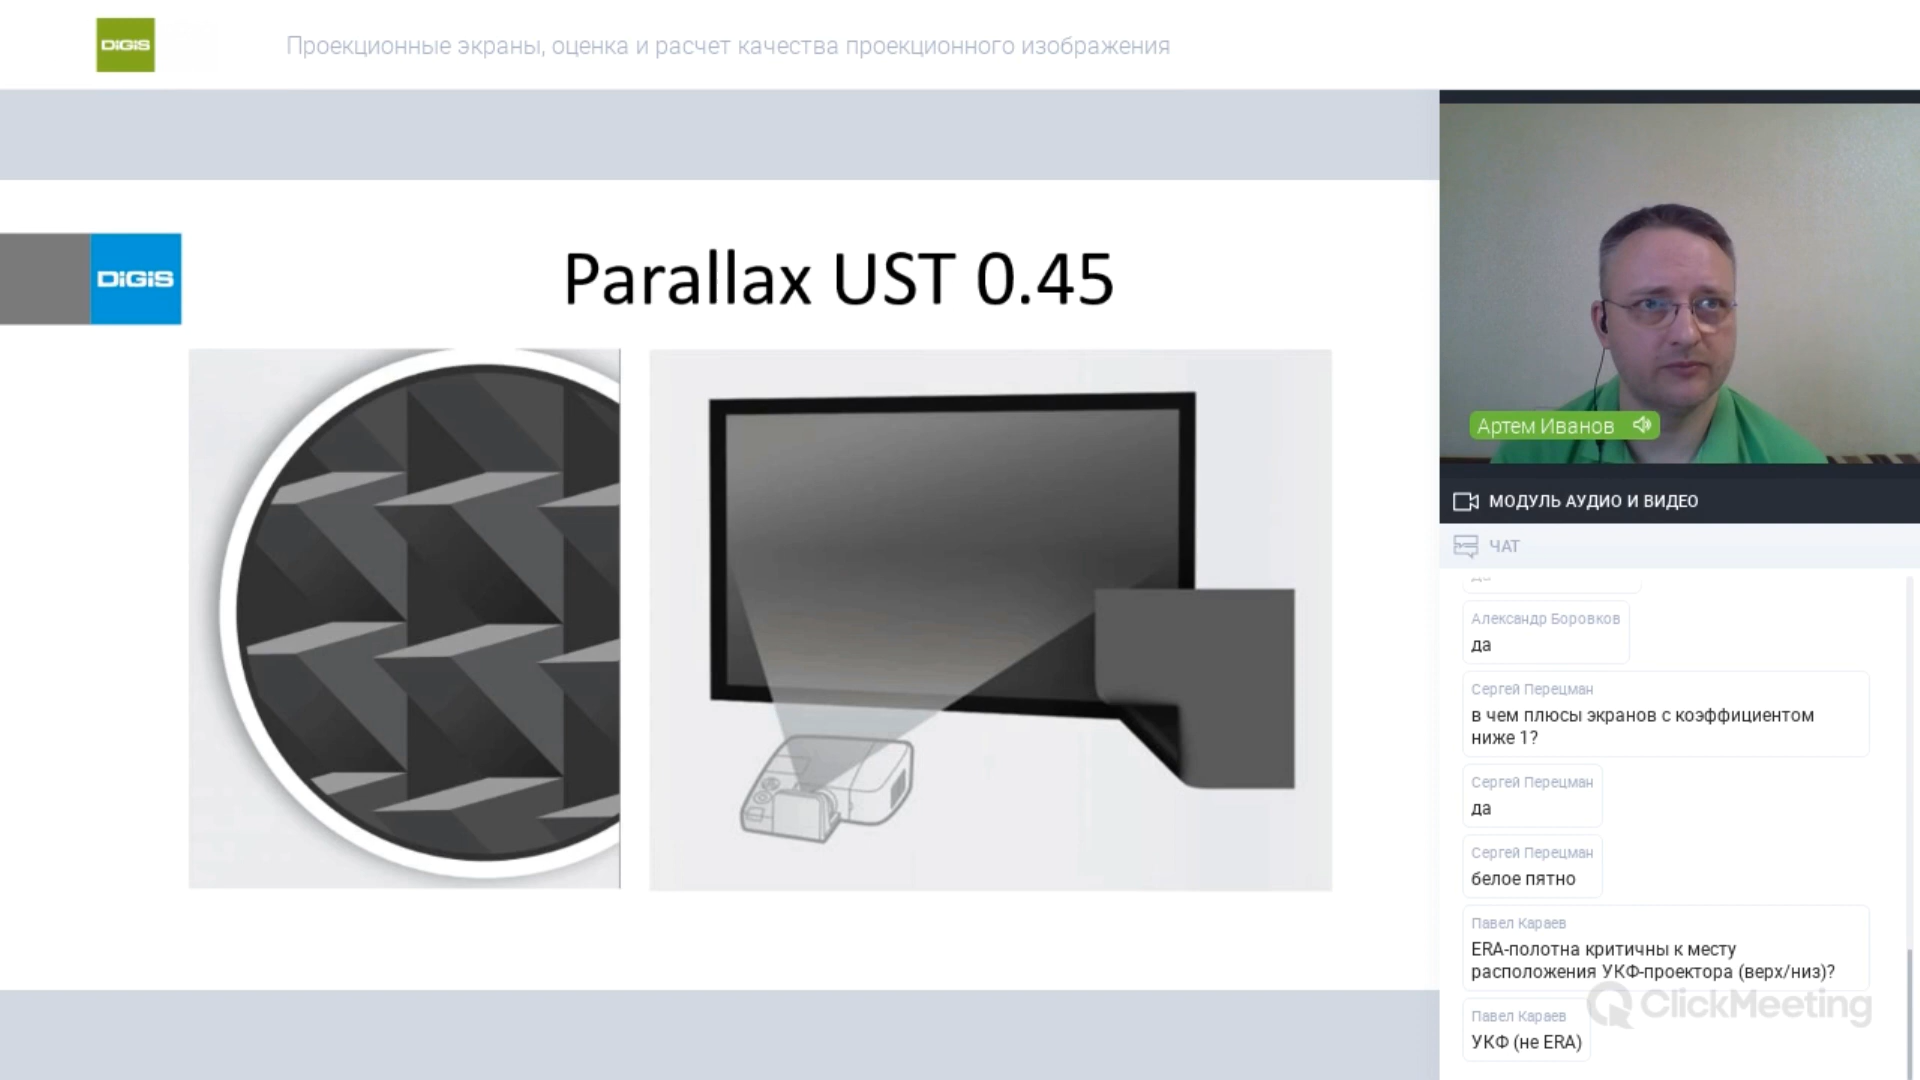 DiGiS
Проекционные экраны, оценка и расчет качества проекционного изображения
DiGiS
Parallax UST 0.45
Артем Иванов
МОДУЛЬ АУДИО И ВИДЕО
ЧАТ
Александр Боровков
да
Сергей Перецман
в чем плюсы экранов с коэффициентом
ниже 1?
Сергей Перецман
да
Сергей Перецман
белое пятно
Павел Караев
ERA-полотна критичны к месту
расположения УКФ-проектора (верх/низ)?
Павел Караев
УКФ (не ERA)
ClickMeeting